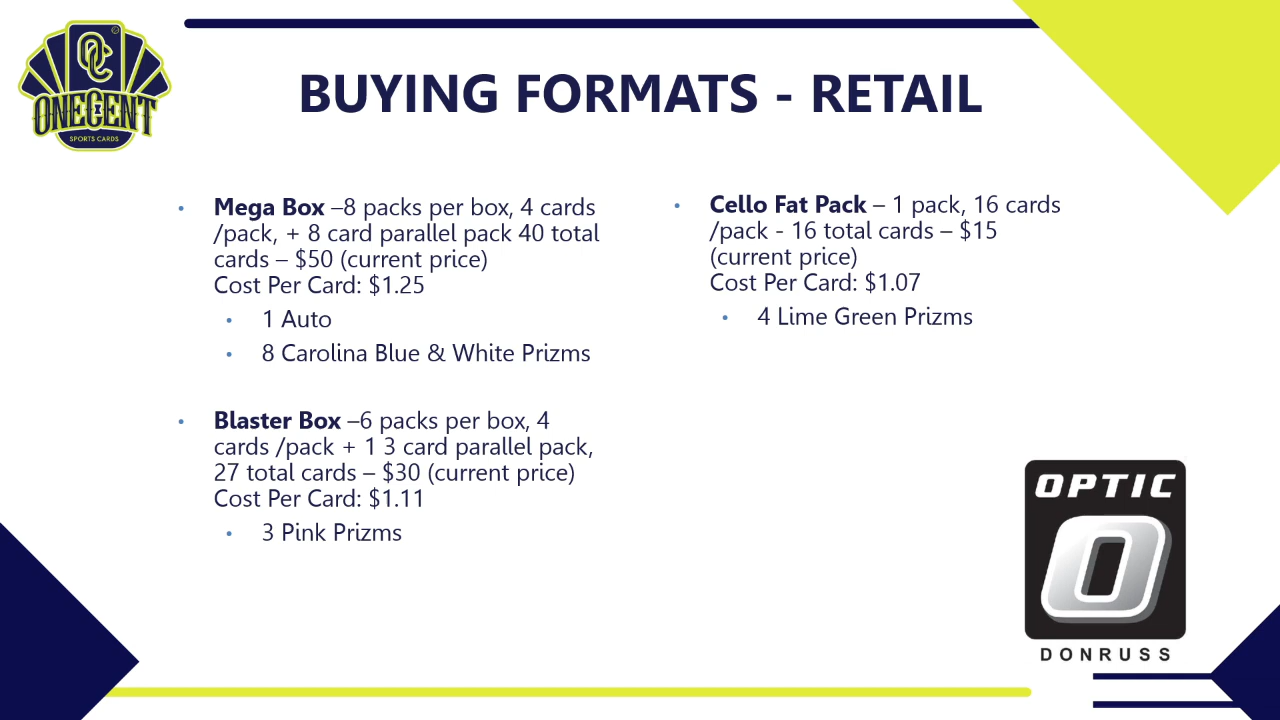 OC
ONECENT
SPORTS CARDS
BUYING FORMATS - RETAIL
• Mega Box –8 packs per box, 4 cards
/pack, + 8 card parallel pack 40 total
cards – $50 (current price)
Cost Per Card: $1.25
• 1 Auto
• 8 Carolina Blue & White Prizms
• Blaster Box –6 packs per box, 4
cards /pack + 1 3 card parallel pack,
27 total cards – $30 (current price)
Cost Per Card: $1.11
• 3 Pink Prizms
• Cello Fat Pack – 1 pack, 16 cards
/pack - 16 total cards – $15
(current price)
Cost Per Card: $1.07
• 4 Lime Green Prizms
OPTIC
O
DONRUSS